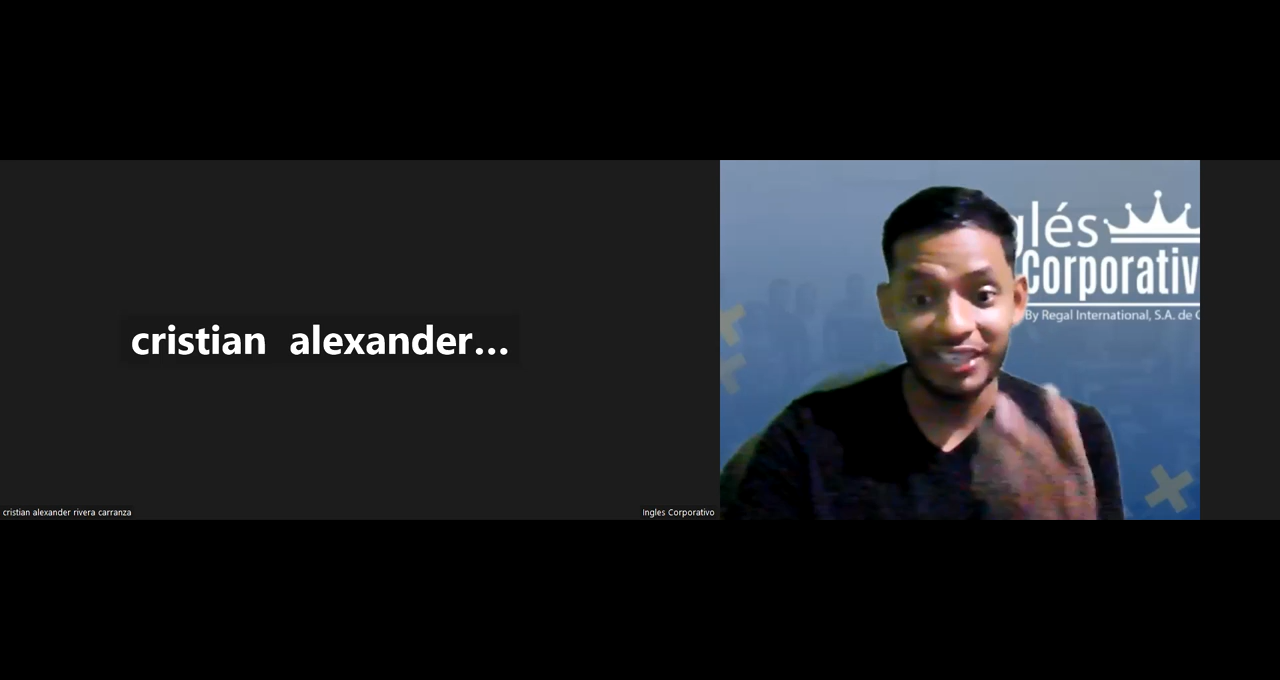 cristian alexander...
cristian alexander rivera carranza
Ingles Corporativo
glés
Corporativ
By Regal International, S.A. de C